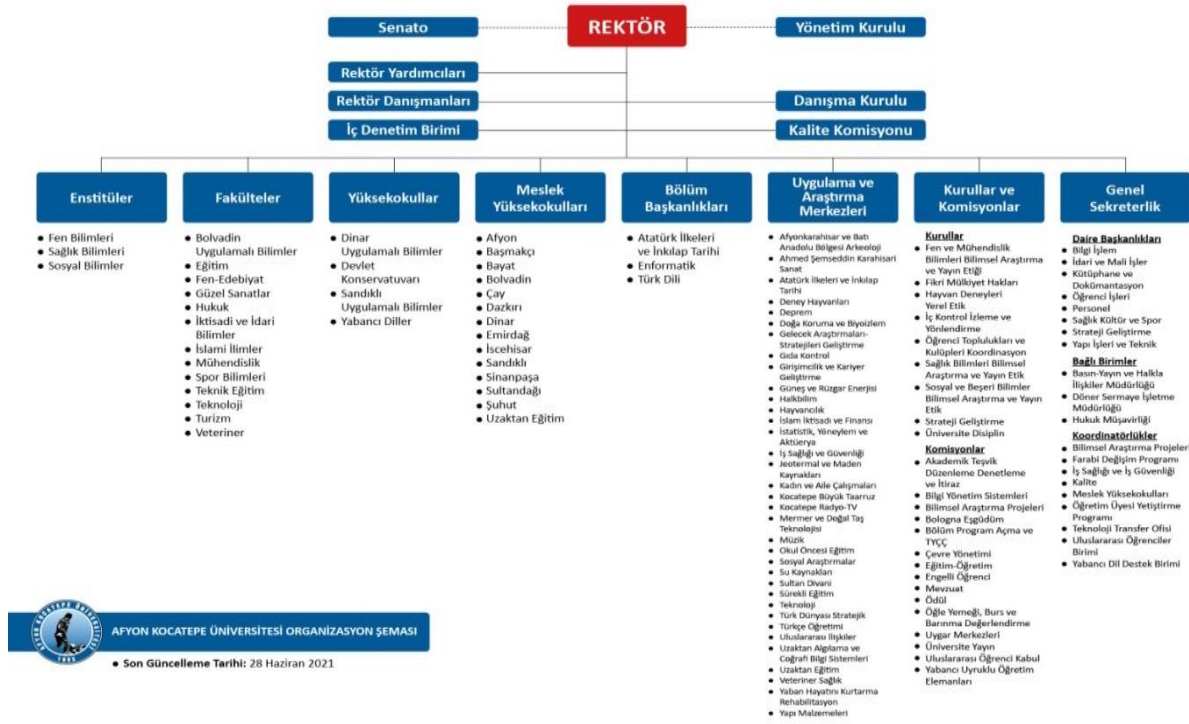 Senato
REKTÖR
Yönetim Kurulu
Rektör Yardımcıları
Rektör Danışmanları
Danışma Kurulu
İç Denetim Birimi
Kalite Komisyonu
Enstitüler
• Fen Bilimleri
• Sağlık Bilimleri
• Sosyal Bilimler
Fakülteler
• Bolvadin
Uygulamalı Bilimler
• Eğitim
• Fen-Edebiyat
• Güzel Sanatlar
• Hukuk
• İktisadi ve İdari
Bilimler
• İslami İlimler
• Mühendislik
• Spor Bilimleri
• Teknik Eğitim
• Teknoloji
• Turizm
• Veteriner
Yüksekokullar
• Dinar
Uygulamalı Bilimler
• Devlet
Konservatuvarı
• Sandıklı
Uygulamalı Bilimler
• Yabancı Diller
Meslek
Yüksekokulları
• Afyon
• Başmakçı
• Bayat
• Bolvadin
• Çay
• Dazkırı
• Dinar
• Emirdağ
• İscehisar
• Sandıklı
• Sinanpaşa
• Sultandağı
• Şuhut
• Uzaktan Eğitim
Bölüm
Başkanlıkları
• Atatürk İlkeleri
ve İnkılap Tarihi
• Enformatik
• Türk Dili
Uygulama ve
Araştırma
Merkezleri
• Afyonkarahisar ve Batı
Anadolu Bölgesi Arkeoloji
• Ahmed Şemseddin Karahisari
Sanat
• Atatürk İlkeleri ve İnkılap
Tarihi
• Deney Hayvanları
• Deprem
• Doğa Koruma ve Biyoizlem
• Gelecek Araştırmaları-
Stratejileri Geliştirme
• Gıda Kontrol
• Girişimcilik ve Kariyer
Geliştirme
• Güneş ve Rüzgar Enerjisi
• Halkbilim
• Hayvancılık
• İslam İktisadı ve Finansı
• İstatistik, Yöneylem ve
Aktüerya
• İş Sağlığı ve Güvenliği
• Jeotermal ve Maden
Kaynakları
• Kadın ve Aile Çalışmaları
• Kocatepe Büyük Taarruz
• Kocatepe Radyo-TV
• Mermer ve Doğal Taş
Teknolojisi
• Müzik
• Okul Öncesi Eğitim
• Sosyal Araştırmalar
• Su Kaynakları
• Sultan Divani
• Sürekli Eğitim
• Teknoloji
• Türk Dünyası Stratejik
• Türkçe Öğretimi
• Uluslararası İlişkiler
• Uzaktan Algılama ve
Coğrafi Bilgi Sistemleri
• Uzaktan Eğitim
• Veteriner Sağlık
• Yaban Hayatını Kurtarma
Rehabilitasyon
• Yapı Malzemeleri
Kurullar ve
Komisyonlar
Kurullar
• Fen ve Mühendislik
Bilimleri Bilimsel Araştırma
ve Yayın Etiği
• Fikri Mülkiyet Hakları
• Hayvan Deneyleri
Yerel Etik
• İç Kontrol İzleme ve
Yönlendirme
• Öğrenci Toplulukları ve
Kulüpleri Koordinasyon
• Sağlık Bilimleri Bilimsel
Araştırma ve Yayın Etik
• Sosyal ve Beşeri Bilimler
Bilimsel Araştırma ve Yayın
Etik
• Strateji Geliştirme
• Üniversite Disiplin
Komisyonlar
• Akademik Teşvik
Düzenleme Denetleme
ve İtiraz
• Bilgi Yönetim Sistemleri
• Bilimsel Araştırma Projeleri
• Bologna Eşgüdüm
• Bölüm Program Açma ve
TYÇÇ
• Çevre Yönetimi
• Eğitim-Öğretim
• Engelli Öğrenci
• Mevzuat
• Ödül
• Öğle Yemeği, Burs ve
Barınma Değerlendirme
• Uygar Merkezleri
• Üniversite Yayın
• Uluslararası Öğrenci Kabul
• Yabancı Uyruklu Öğretim
Elemanları
Genel
Sekreterlik
Daire Başkanlıkları
• Bilgi İşlem
• İdari ve Mali İşler
• Kütüphane ve
Dokümantasyon
• Öğrenci İşleri
• Personel
• Sağlık Kültür ve Spor
• Strateji Geliştirme
• Yapı İşleri ve Teknik
Bağlı Birimler
• Basın-Yayın ve Halkla
İlişkiler Müdürlüğü
• Döner Sermaye İşletme
Müdürlüğü
• Hukuk Müşavirliği
Koordinatörlükler
• Bilimsel Araştırma Projeleri
• Farabi Değişim Programı
• İş Sağlığı ve İş Güvenliği
• Kalite
• Meslek Yüksekokulları
• Öğretim Üyesi Yetiştirme
Programı
• Teknoloji Transfer Ofisi
• Uluslararası Öğrenciler
Birimi
• Yabancı Dil Destek Birimi
AFYON KOCATEPE ÜNİVERSİTESİ
1992
AFYON KOCATEPE ÜNİVERSİTESİ ORGANİZASYON ŞEMASI
• Son Güncelleme Tarihi: 28 Haziran 2021